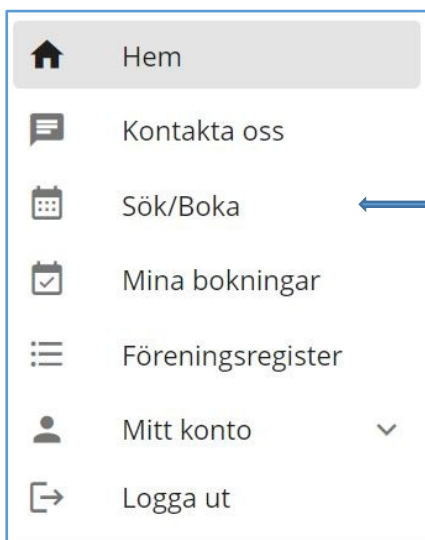 Hem
Kontakta oss
Sök/Boka
Mina bokningar
Föreningsregister
Mitt konto
Logga ut